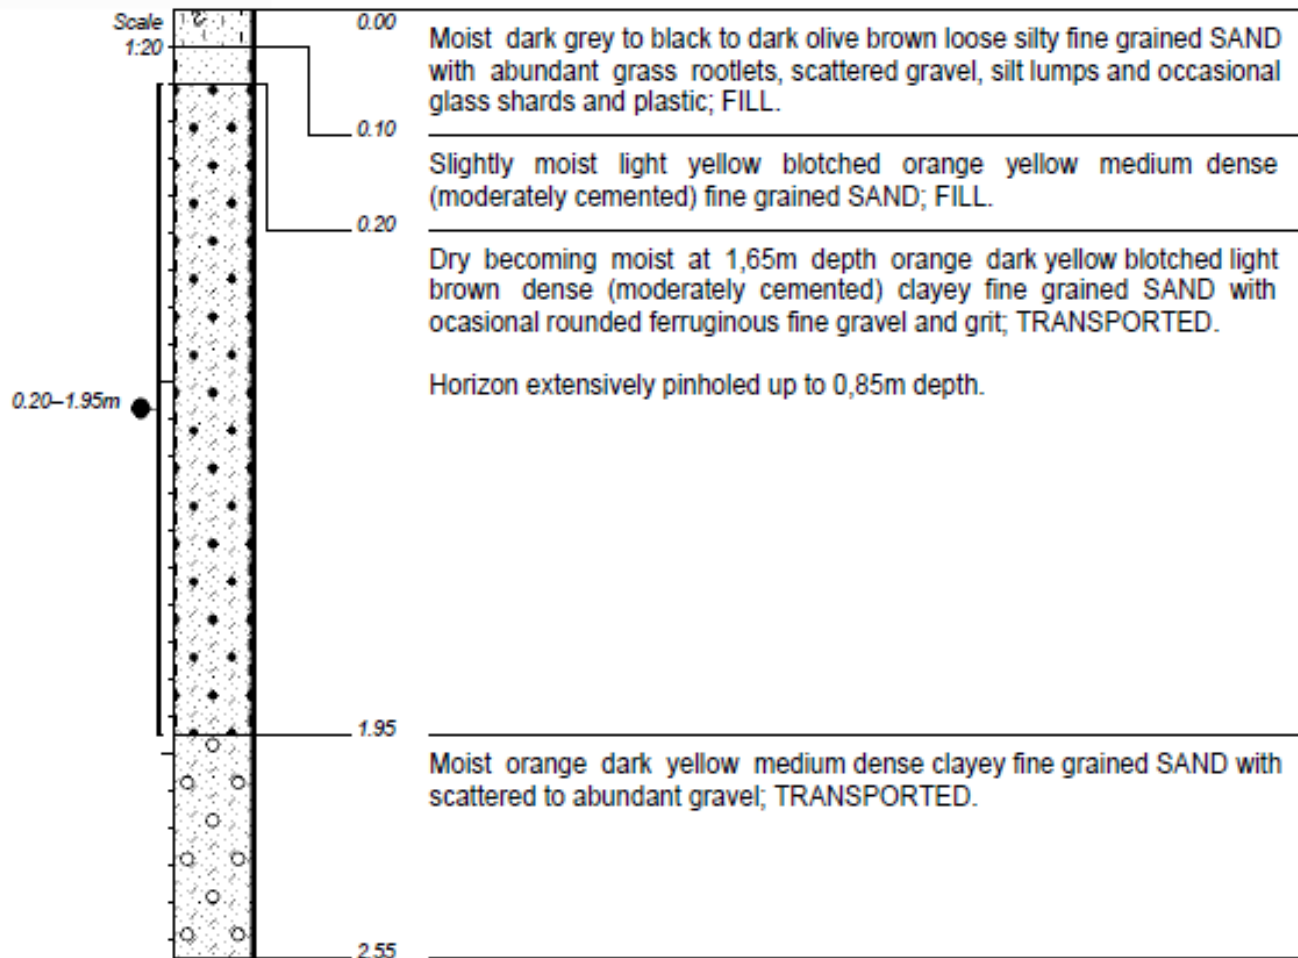 Scale
1:20
0.00
Moist dark grey to black to dark olive brown loose silty fine grained SAND
with abundant grass rootlets, scattered gravel, silt lumps and occasional
glass shards and plastic; FILL.
0.10
Slightly moist light yellow blotched orange yellow medium dense
(moderately cemented) fine grained SAND; FILL.
0.20
Dry becoming moist at 1,65m depth orange dark yellow blotched light
brown dense (moderately cemented) clayey fine grained SAND with
ocasional rounded ferruginous fine gravel and grit; TRANSPORTED.
Horizon extensively pinholed up to 0,85m depth.
0.20–1.95m
1.95
Moist orange dark yellow medium dense clayey fine grained SAND with
scattered to abundant gravel; TRANSPORTED.
2.55